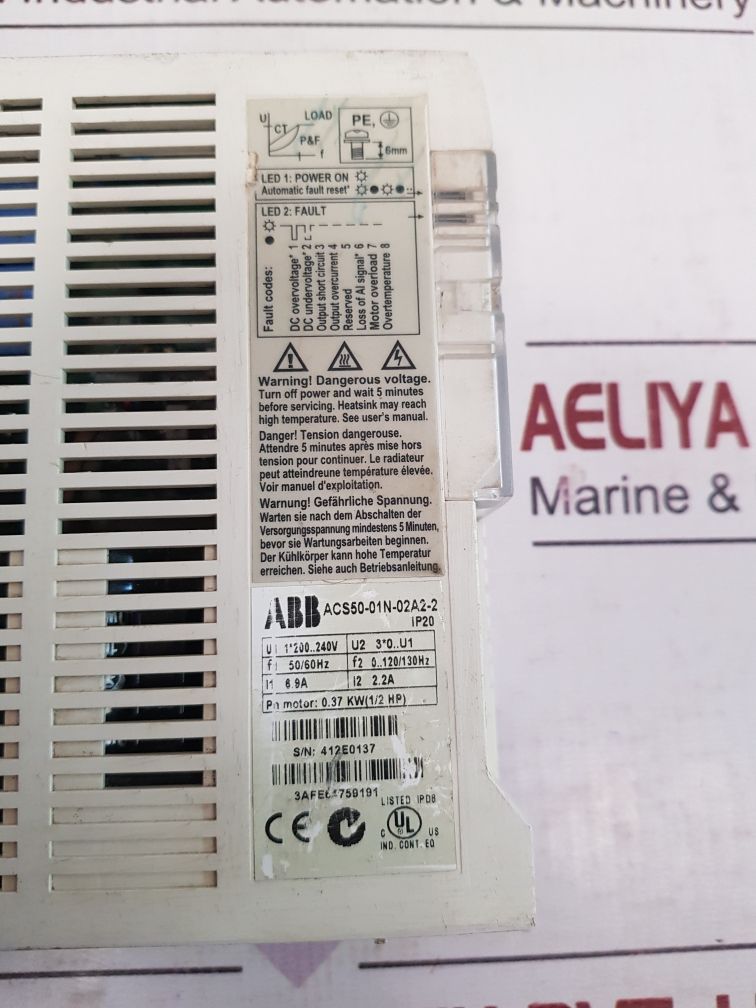 Industrial Automation & Machinery
U
LOAD
CT
P&F
f
PE,
6mm
LED 1: POWER ON
Automatic fault reset*
LED 2: FAULT
Fault codes:
DC overvoltage* 1
DC undervoltage* 2
Output short circuit 3
Output overcurrent 4
Reserved 5
Loss of AI signal* 6
Motor overload 7
Overtemperature 8
Warning! Dangerous voltage.
Turn off power and wait 5 minutes
before servicing. Heatsink may reach
high temperature. See user's manual.
Danger! Tension dangerouse.
Attendre 5 minutes après mise hors
tension pour continuer. Le radiateur
peut atteindreune température élevée.
Voir manuel d'exploitation.
Warnung! Gefährliche Spannung.
Warten sie nach dem Abschalten der
Versorgungsspannung mindestens 5 Minuten,
bevor sie Wartungsarbeiten beginnen.
Der Kühlkörper kann hohe Temperatur
erreichen. Siehe auch Betriebsanleitung.
ABB ACS50-01N-02A2-2
IP20
U1 1*200..240V U2 3*0..U1
f1 50/60Hz f2 0..120/130Hz
I1 6.9A I2 2.2A
Pn motor: 0.37 KW(1/2 HP)
S/N: 412E0137
3AFE64759191
LISTED IPD8
CE
C UL US
IND. CONT. EQ
AELIYA
Marine &